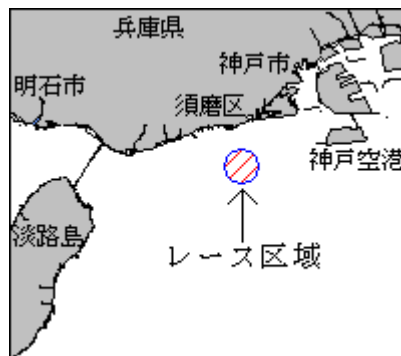 兵庫県
神戸市
明石市
須磨区
神戸空港
淡路島
レース区域